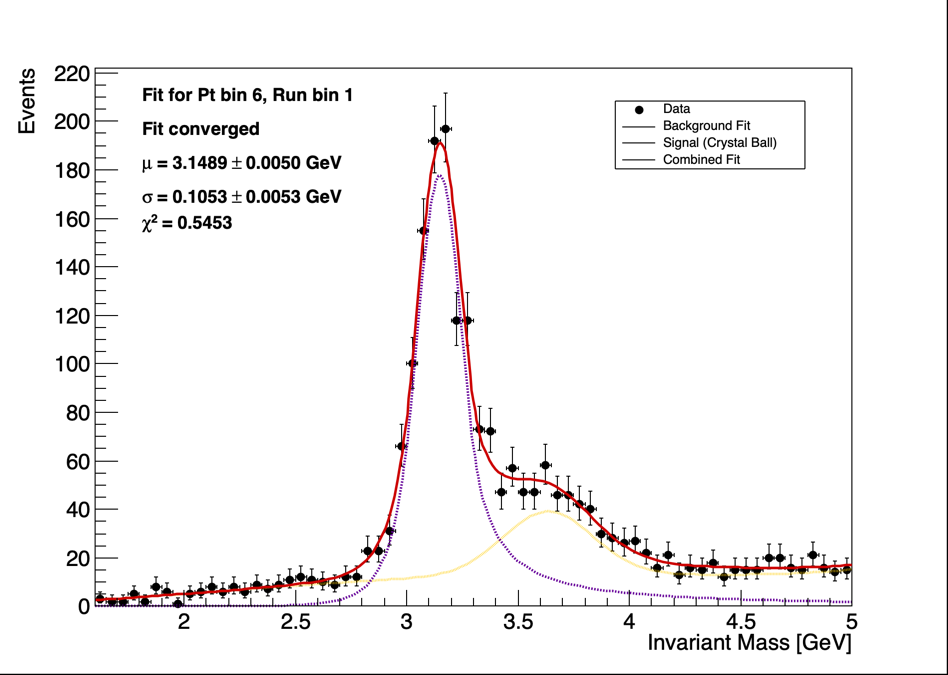 Events
220
200
180
160
140
120
100
80
60
40
20
0
Fit for Pt bin 6, Run bin 1
Fit converged
μ = 3.1489 ± 0.0050 GeV
σ = 0.1053 ± 0.0053 GeV
χ² = 0.5453
Data
Background Fit
Signal (Crystal Ball)
Combined Fit
2 2.5 3 3.5 4 4.5 5
Invariant Mass [GeV]